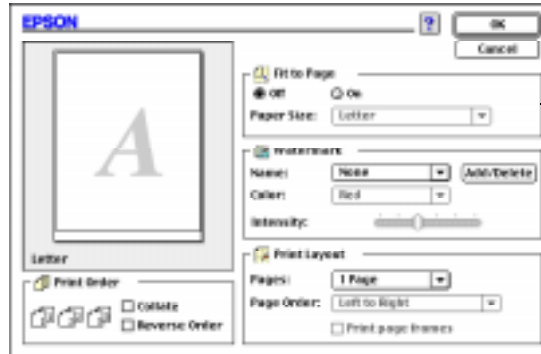 EPSON
?
OK
Cancel
A
Letter
Fit to Page
Off
On
Paper Size: Letter
Watermark
Name: None
Add/Delete
Color: Red
Intensity:
Print Layout
Pages: 1 Page
Page Order: Left to Right
Print page frames
Print Order
Collate
Reverse Order